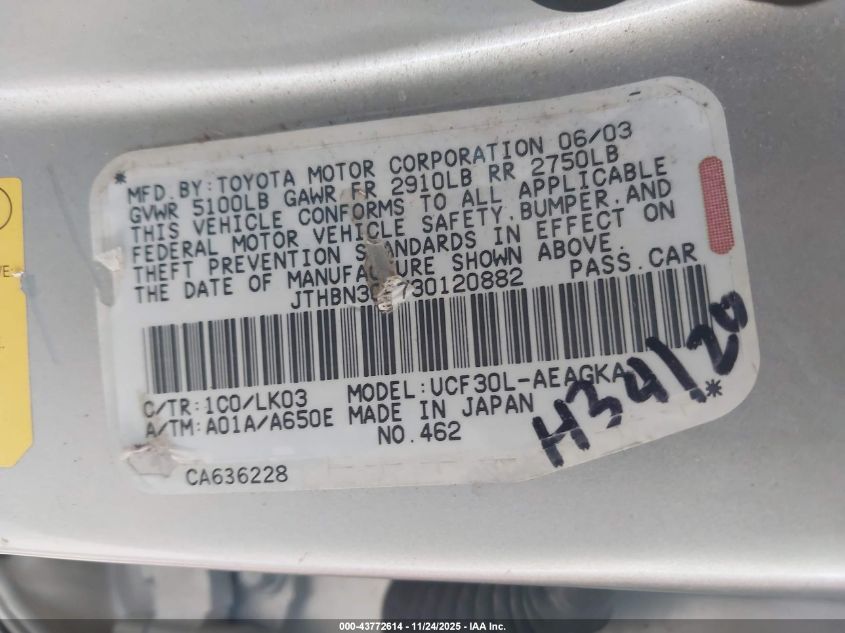 MFD. BY: TOYOTA MOTOR CORPORATION 06/03
GVWR 5100LB GAWR FR 2910LB RR 2750LB
THIS VEHICLE CONFORMS TO ALL APPLICABLE
FEDERAL MOTOR VEHICLE SAFETY, BUMPER, AND
THEFT PREVENTION STANDARDS IN EFFECT ON
THE DATE OF MANUFACTURE SHOWN ABOVE.
PASS. CAR
C/TR: 1C0/LK03 MODEL: UCF30L-AEAGKA
A/TM: A01A/A650E MADE IN JAPAN
NO. 462
CA636228
000-43772614 - 11/24/2025 - IAA Inc.